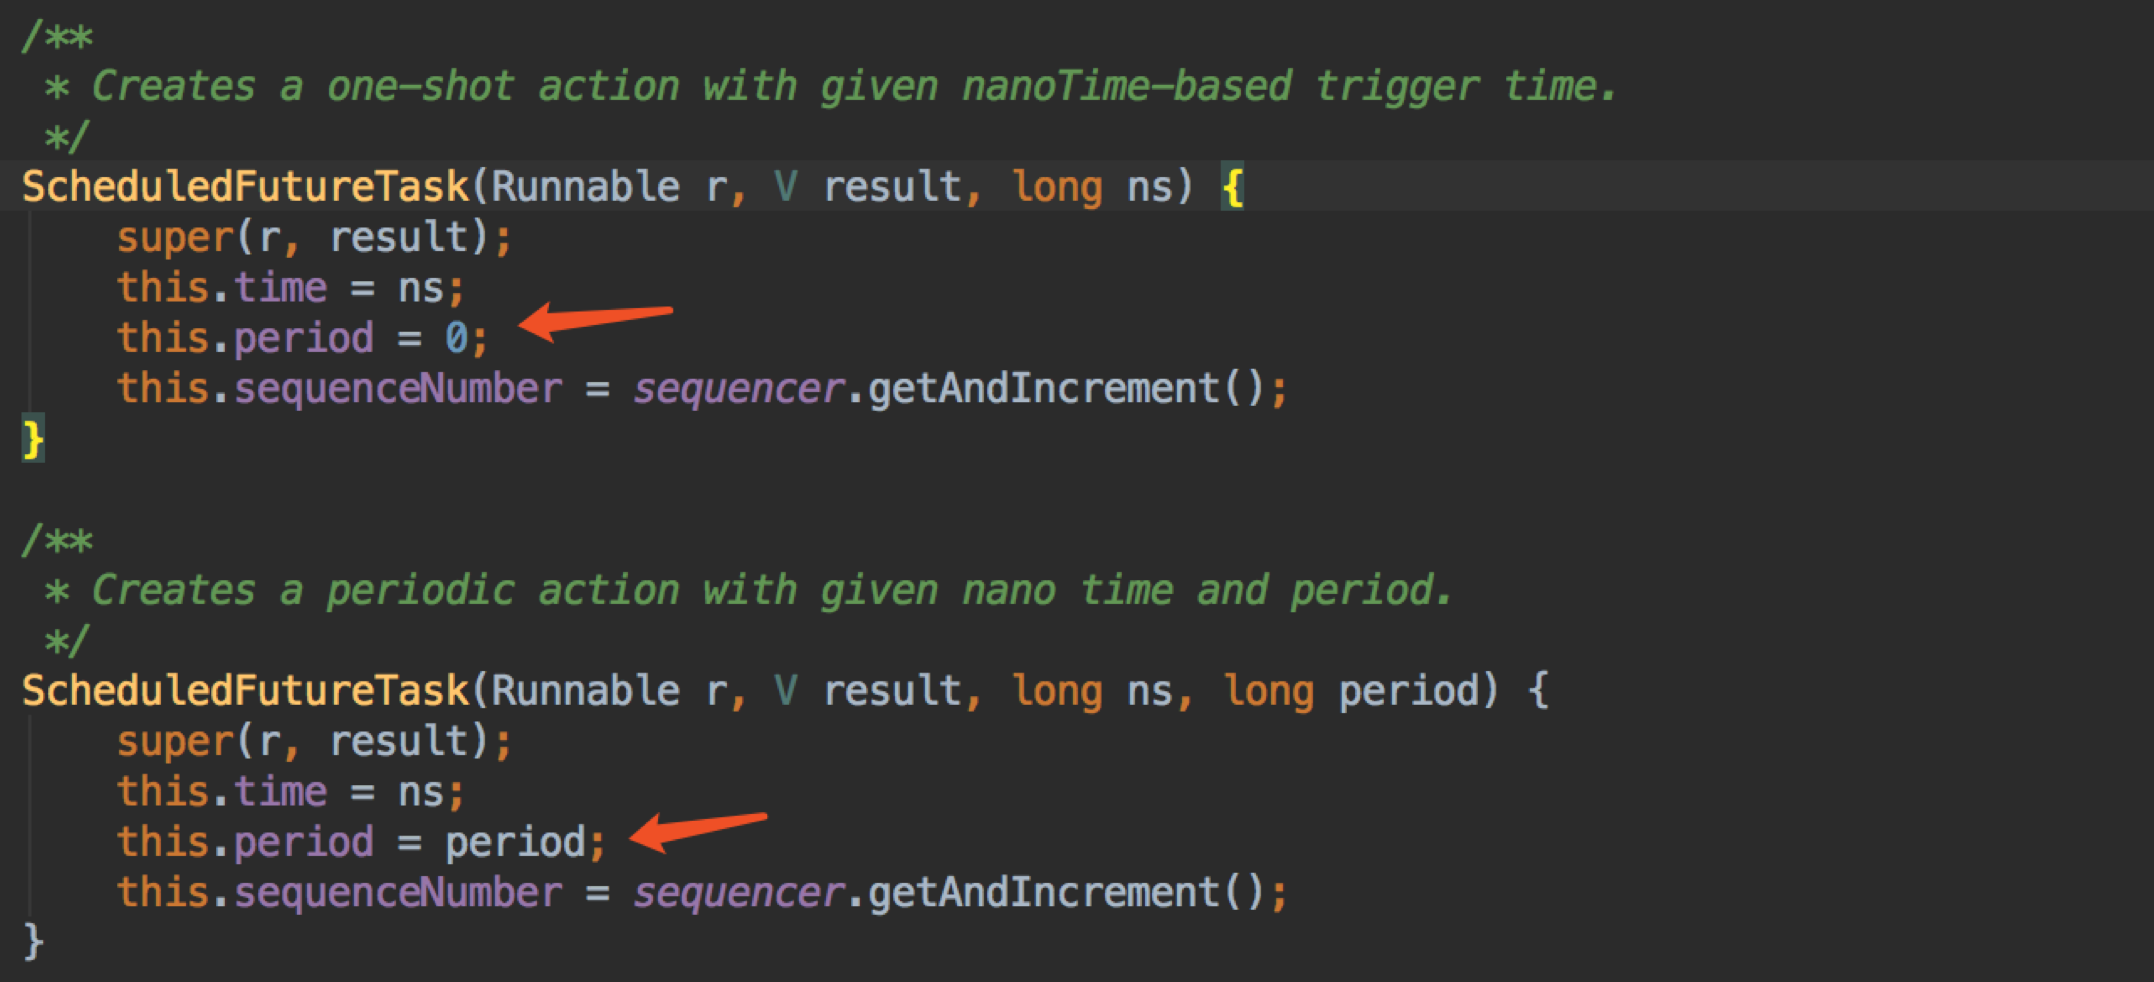 /**
 * Creates a one-shot action with given nanoTime-based trigger time.
 */
ScheduledFutureTask(Runnable r, V result, long ns) {
    super(r, result);
    this.time = ns;
    this.period = 0;
    this.sequenceNumber = sequencer.getAndIncrement();
}

/**
 * Creates a periodic action with given nano time and period.
 */
ScheduledFutureTask(Runnable r, V result, long ns, long period) {
    super(r, result);
    this.time = ns;
    this.period = period;
    this.sequenceNumber = sequencer.getAndIncrement();
}